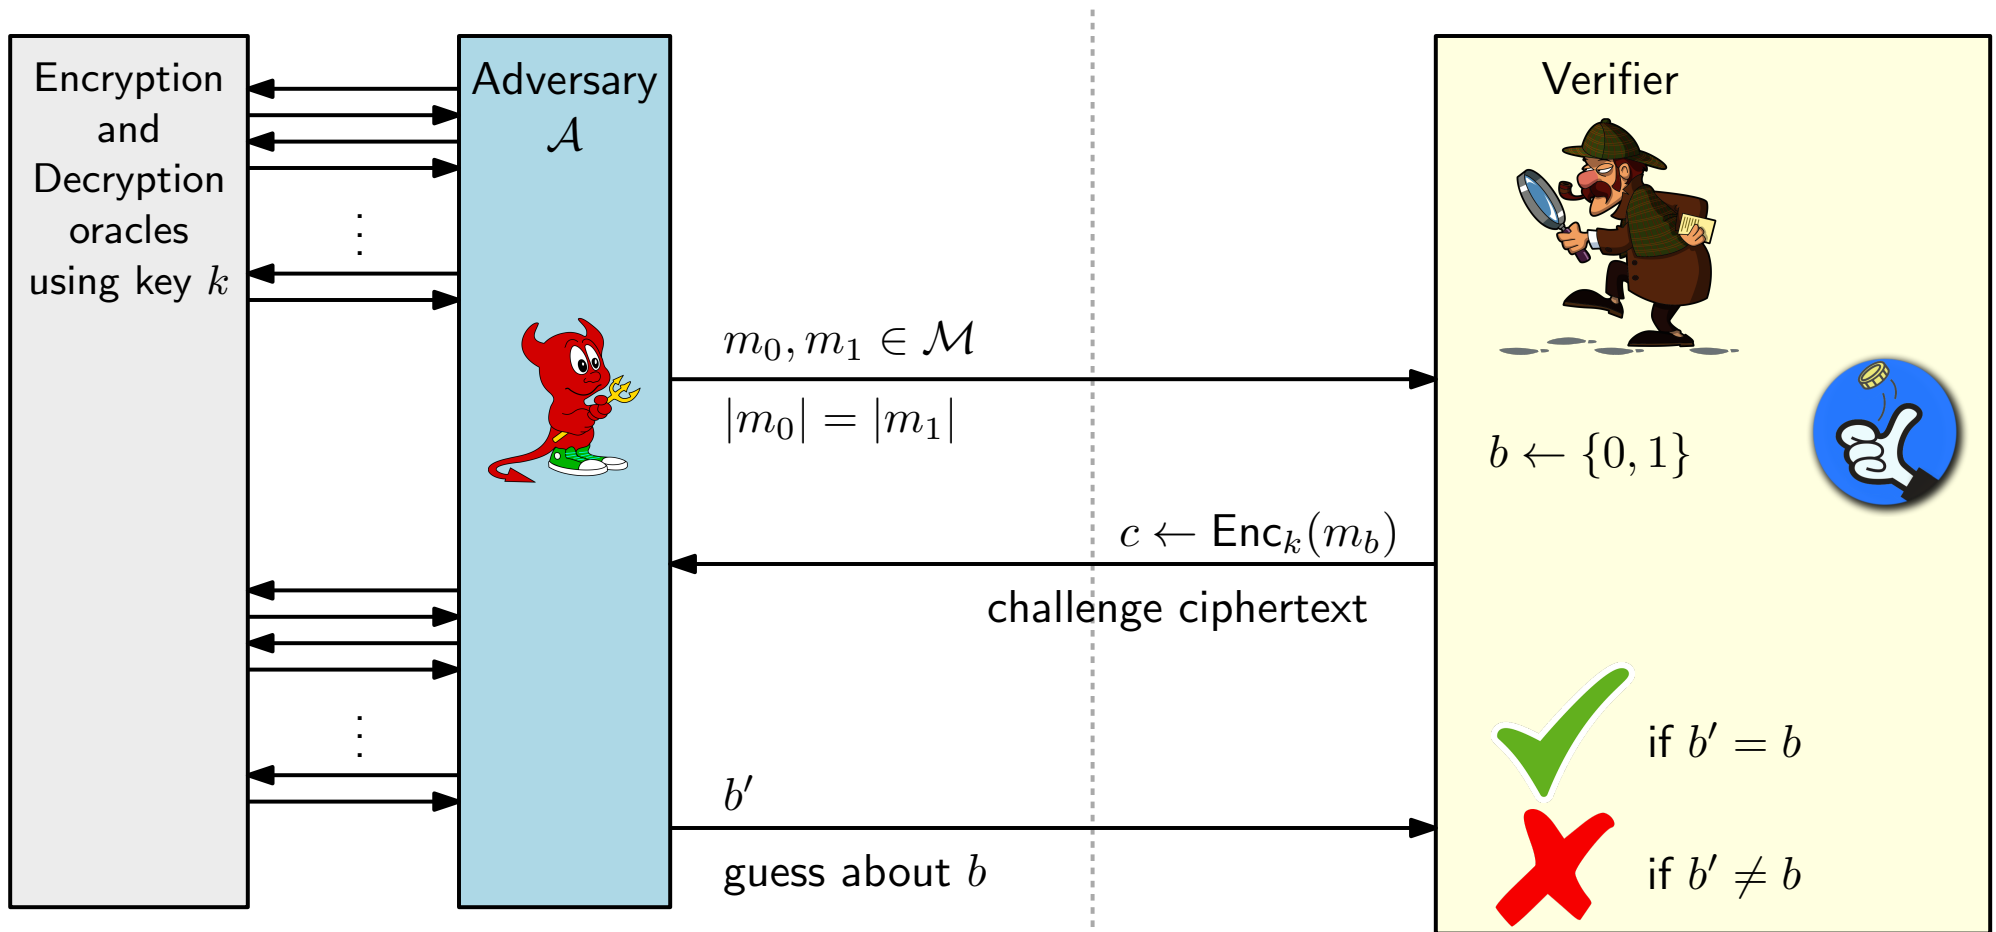 Encryption
and
Decryption
oracles
using key k
Adversary
𝒜
Verifier
m₀, m₁ ∈ ℳ
|m₀| = |m₁|
b ← {0, 1}
c ← Encₖ(m_b)
challenge ciphertext
b′
guess about b
if b′ = b
if b′ ≠ b